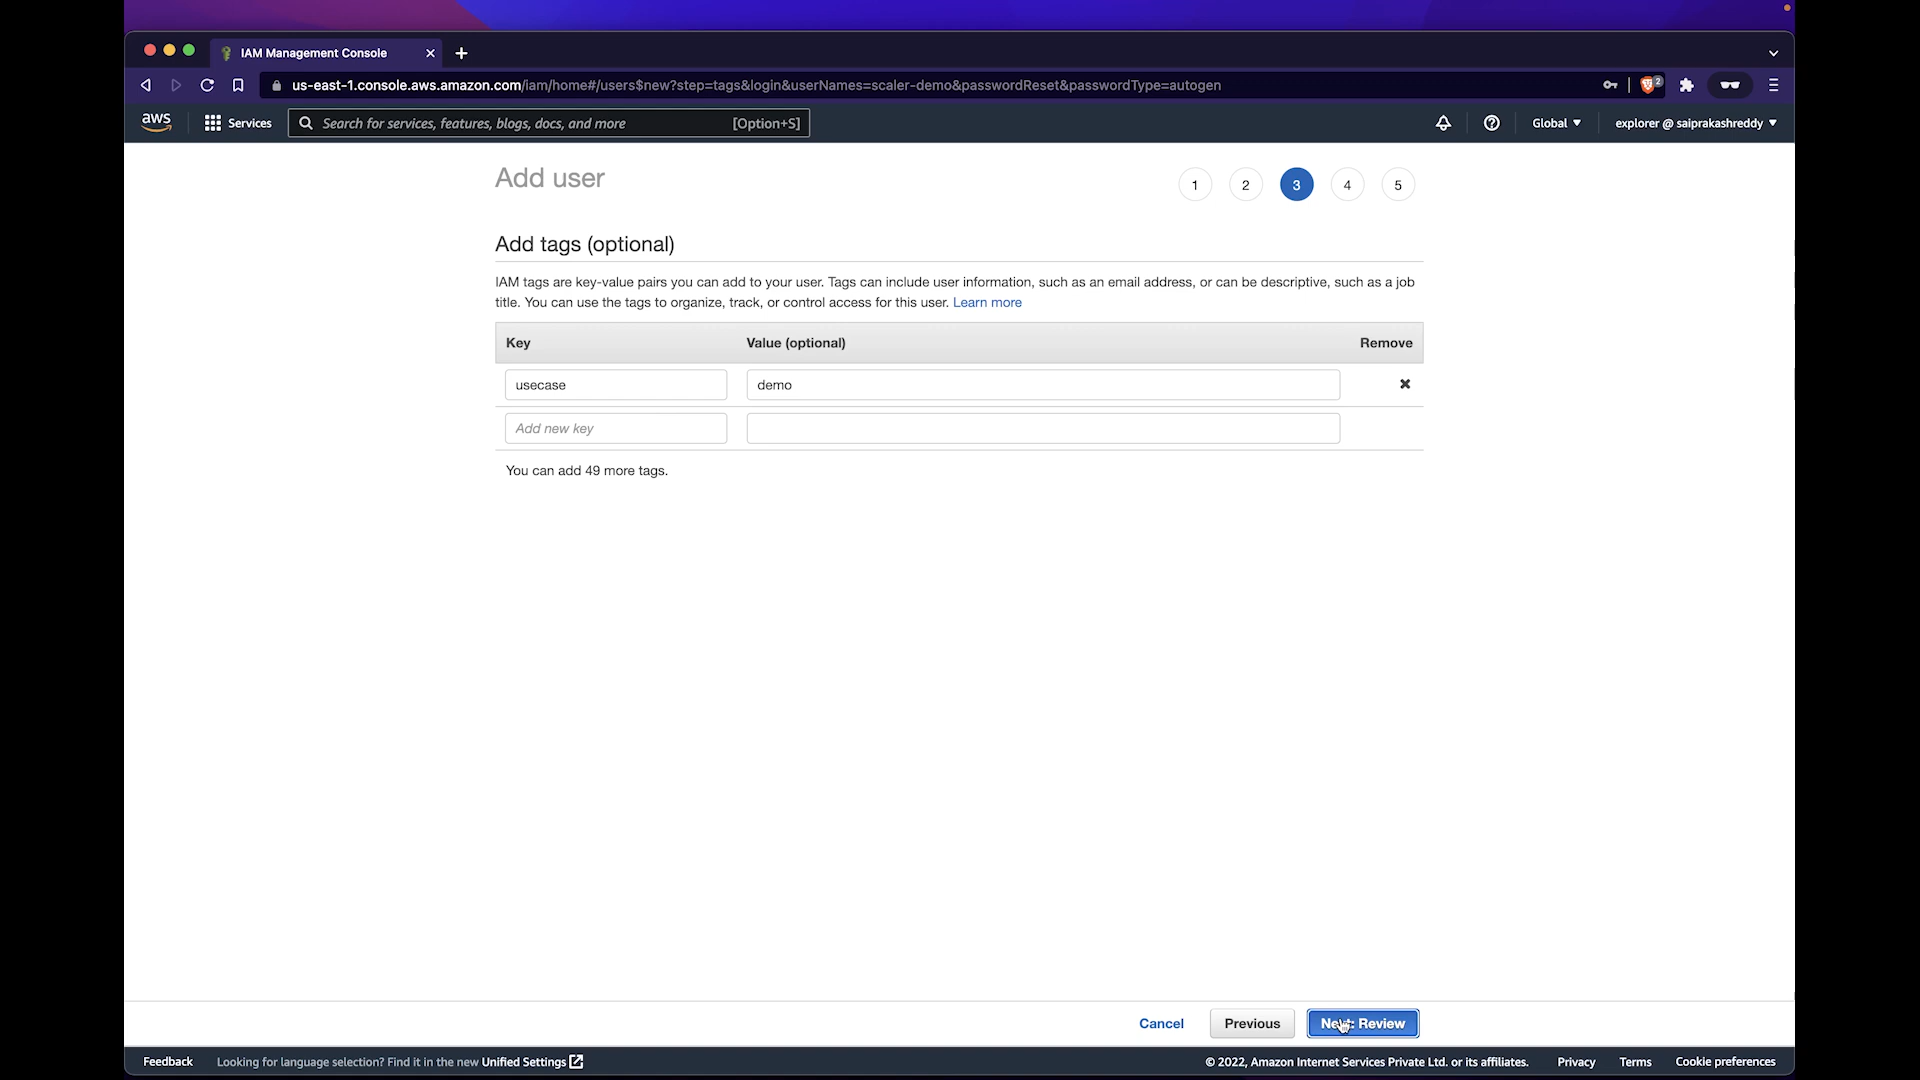 IAM Management Console
us-east-1.console.aws.amazon.com/iam/home#/users$new?step=tags&login&userNames=scaler-demo&passwordReset&passwordType=autogen
2
aws
Services
Search for services, features, blogs, docs, and more [Option+S]
Global
explorer @ saiprakashreddy
Add user
1 2 3 4 5
Add tags (optional)
IAM tags are key-value pairs you can add to your user. Tags can include user information, such as an email address, or can be descriptive, such as a job
title. You can use the tags to organize, track, or control access for this user. Learn more
Key Value (optional) Remove
usecase demo
Add new key
You can add 49 more tags.
Cancel Previous Next: Review
Feedback Looking for language selection? Find it in the new Unified Settings © 2022, Amazon Internet Services Private Ltd. or its affiliates. Privacy Terms Cookie preferences